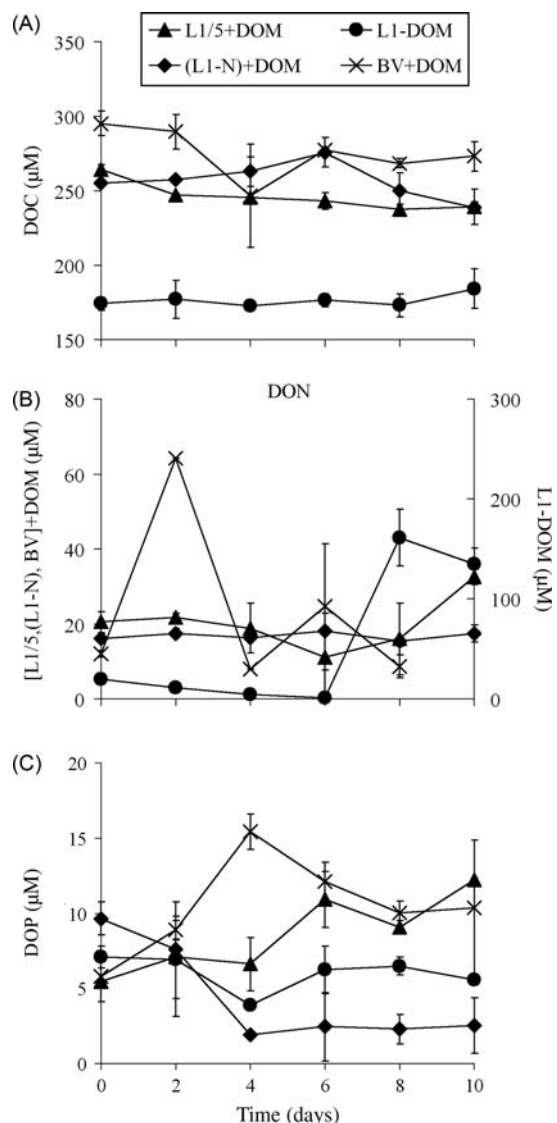 (A)
L1/5+DOM L1-DOM
(L1-N)+DOM BV+DOM
350
300
250
200
150
DOC (µM)
(B)
DON
80
60
40
20
0
[L1/5,(L1-N), BV]+DOM (µM)
300
200
100
0
L1-DOM (µM)
(C)
20
15
10
5
0
DOP (µM)
0 2 4 6 8 10
Time (days)